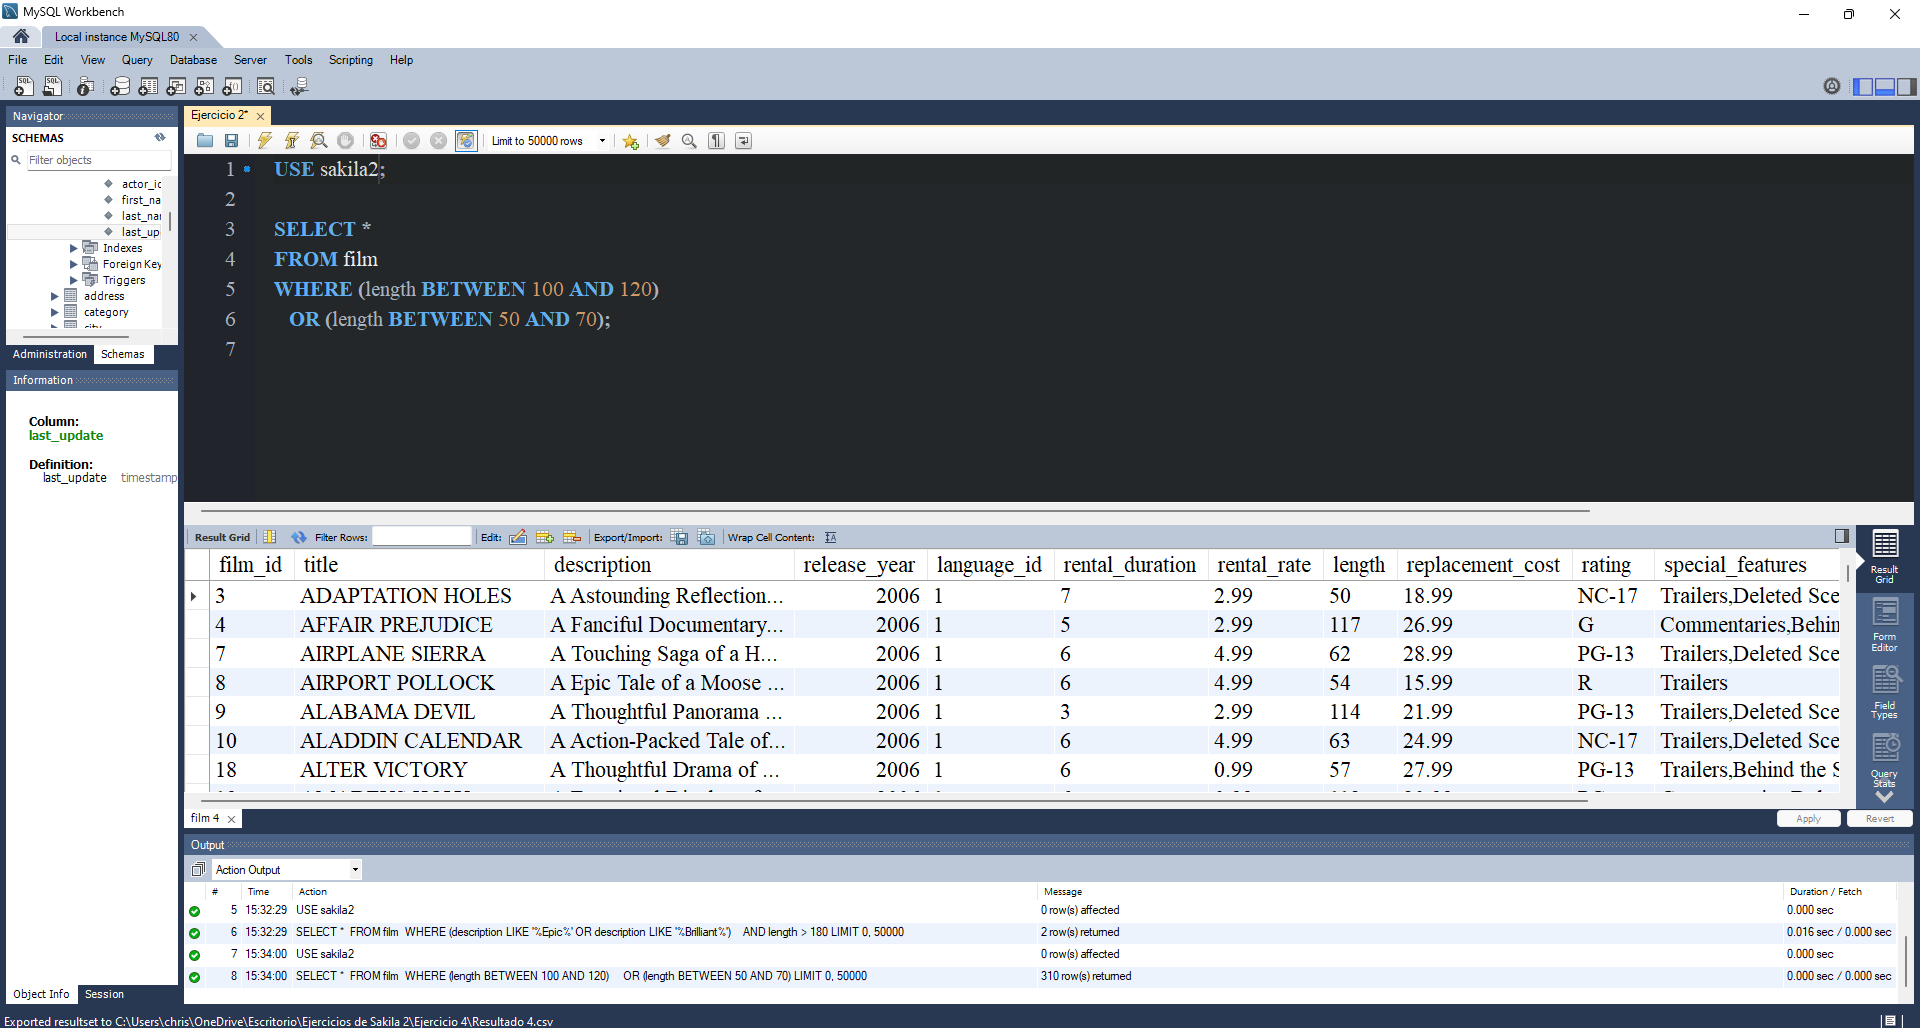 MySQL Workbench
Local instance MySQL80
File Edit View Query Database Server Tools Scripting Help
Navigator
SCHEMAS
Filter objects
actor_ic
first_na
last_nar
last_up
Indexes
Foreign Key
Triggers
address
category
city
Administration Schemas
Information
Column:
last_update
Definition:
last_update timestamp
Object Info Session
Ejercicio 2*
Limit to 50000 rows
1 USE sakila2;
2
3 SELECT *
4 FROM film
5 WHERE (length BETWEEN 100 AND 120)
6 OR (length BETWEEN 50 AND 70);
7
Result Grid Filter Rows: Edit: Export/Import: Wrap Cell Content:
film_id title description release_year language_id rental_duration rental_rate length replacement_cost rating special_features
3 ADAPTATION HOLES A Astounding Reflection... 2006 1 7 2.99 50 18.99 NC-17 Trailers,Deleted Sce
4 AFFAIR PREJUDICE A Fanciful Documentary... 2006 1 5 2.99 117 26.99 G Commentaries,Behin
7 AIRPLANE SIERRA A Touching Saga of a H... 2006 1 6 4.99 62 28.99 PG-13 Trailers,Deleted Sce
8 AIRPORT POLLOCK A Epic Tale of a Moose ... 2006 1 6 4.99 54 15.99 R Trailers
9 ALABAMA DEVIL A Thoughtful Panorama ... 2006 1 3 2.99 114 21.99 PG-13 Trailers,Deleted Sce
10 ALADDIN CALENDAR A Action-Packed Tale of... 2006 1 6 4.99 63 24.99 NC-17 Trailers,Deleted Sce
18 ALTER VICTORY A Thoughtful Drama of ... 2006 1 6 0.99 57 27.99 PG-13 Trailers,Behind the S
Result
Grid
Form
Editor
Field
Types
Query
Stats
film 4
Apply Revert
Output
Action Output
# Time Action Message Duration / Fetch
5 15:32:29 USE sakila2 0 row(s) affected 0.000 sec
6 15:32:29 SELECT * FROM film WHERE (description LIKE '%Epic%' OR description LIKE '%Brilliant%') AND length > 180 LIMIT 0, 50000 2 row(s) returned 0.016 sec / 0.000 sec
7 15:34:00 USE sakila2 0 row(s) affected 0.000 sec
8 15:34:00 SELECT * FROM film WHERE (length BETWEEN 100 AND 120) OR (length BETWEEN 50 AND 70) LIMIT 0, 50000 310 row(s) returned 0.000 sec / 0.000 sec
Exported resultset to C:\Users\chris\OneDrive\Escritorio\Ejercicios de Sakila 2\Ejercicio 4\Resultado 4.csv